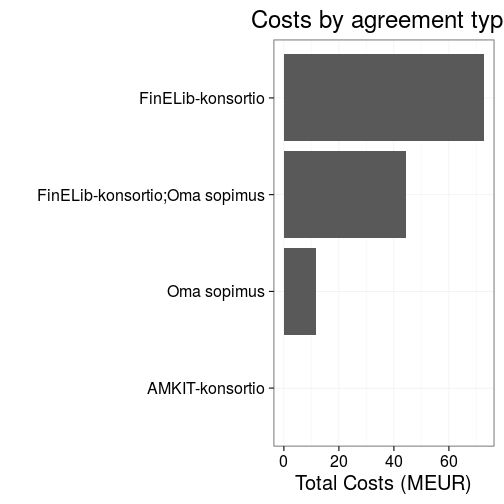 Costs by agreement typ
FinELib-konsortio
FinELib-konsortio;Oma sopimus
Oma sopimus
AMKIT-konsortio
0 20 40 60
Total Costs (MEUR)